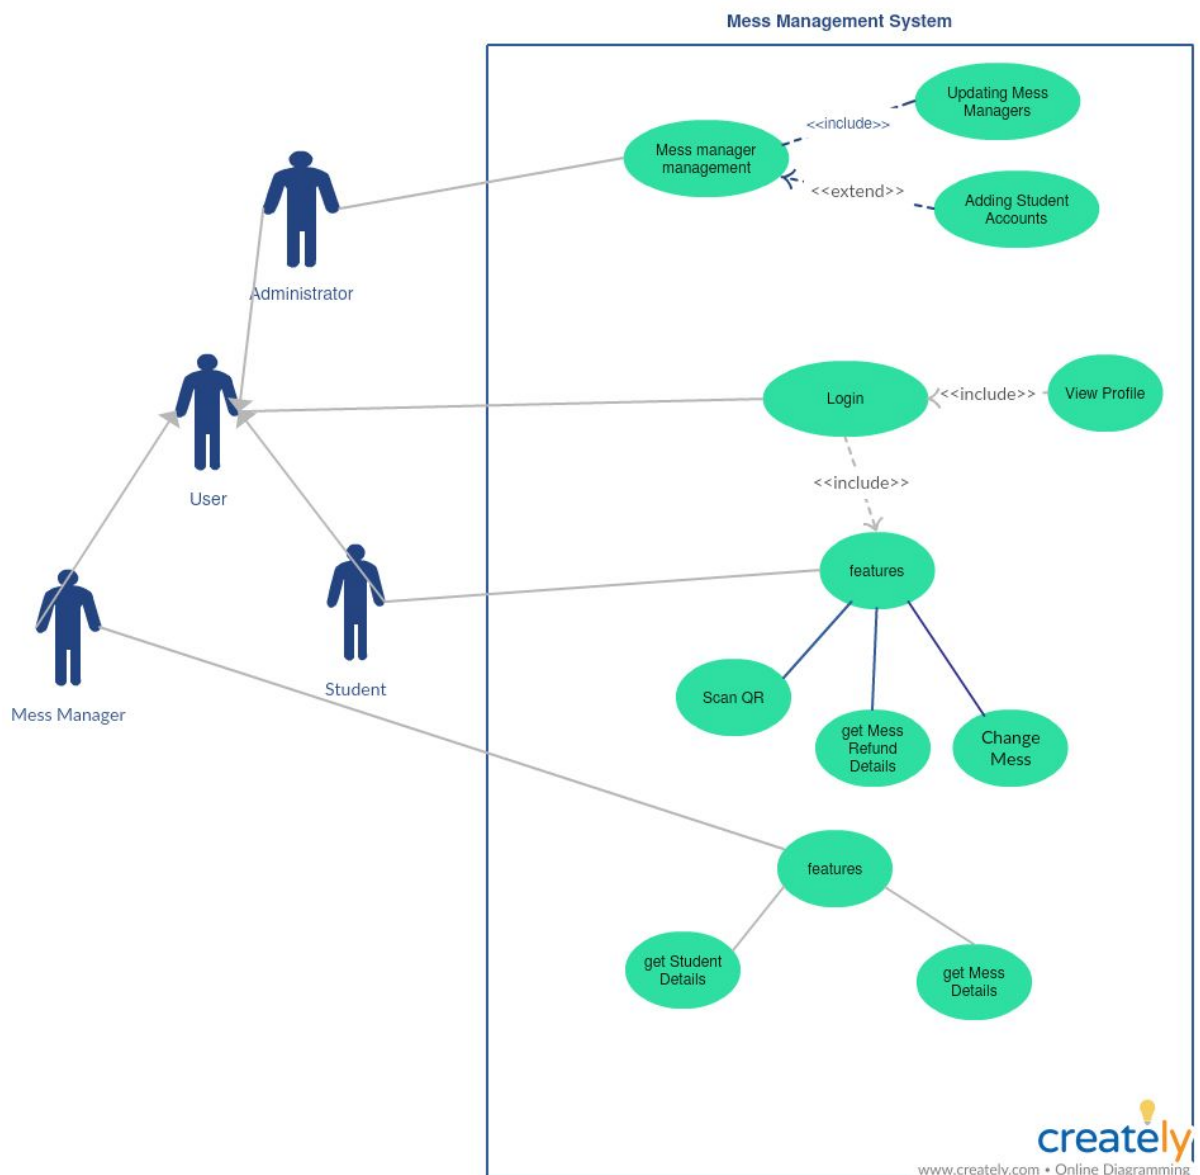 Mess Management System
Updating Mess
Managers
<<include>>
Mess manager
management
<<extend>>
Adding Student
Accounts
Administrator
Login
<<include>>
View Profile
User
<<include>>
features
Student
Mess Manager
Scan QR
get Mess
Refund
Details
Change
Mess
features
get Student
Details
get Mess
Details
creately
www.creately.com • Online Diagramming